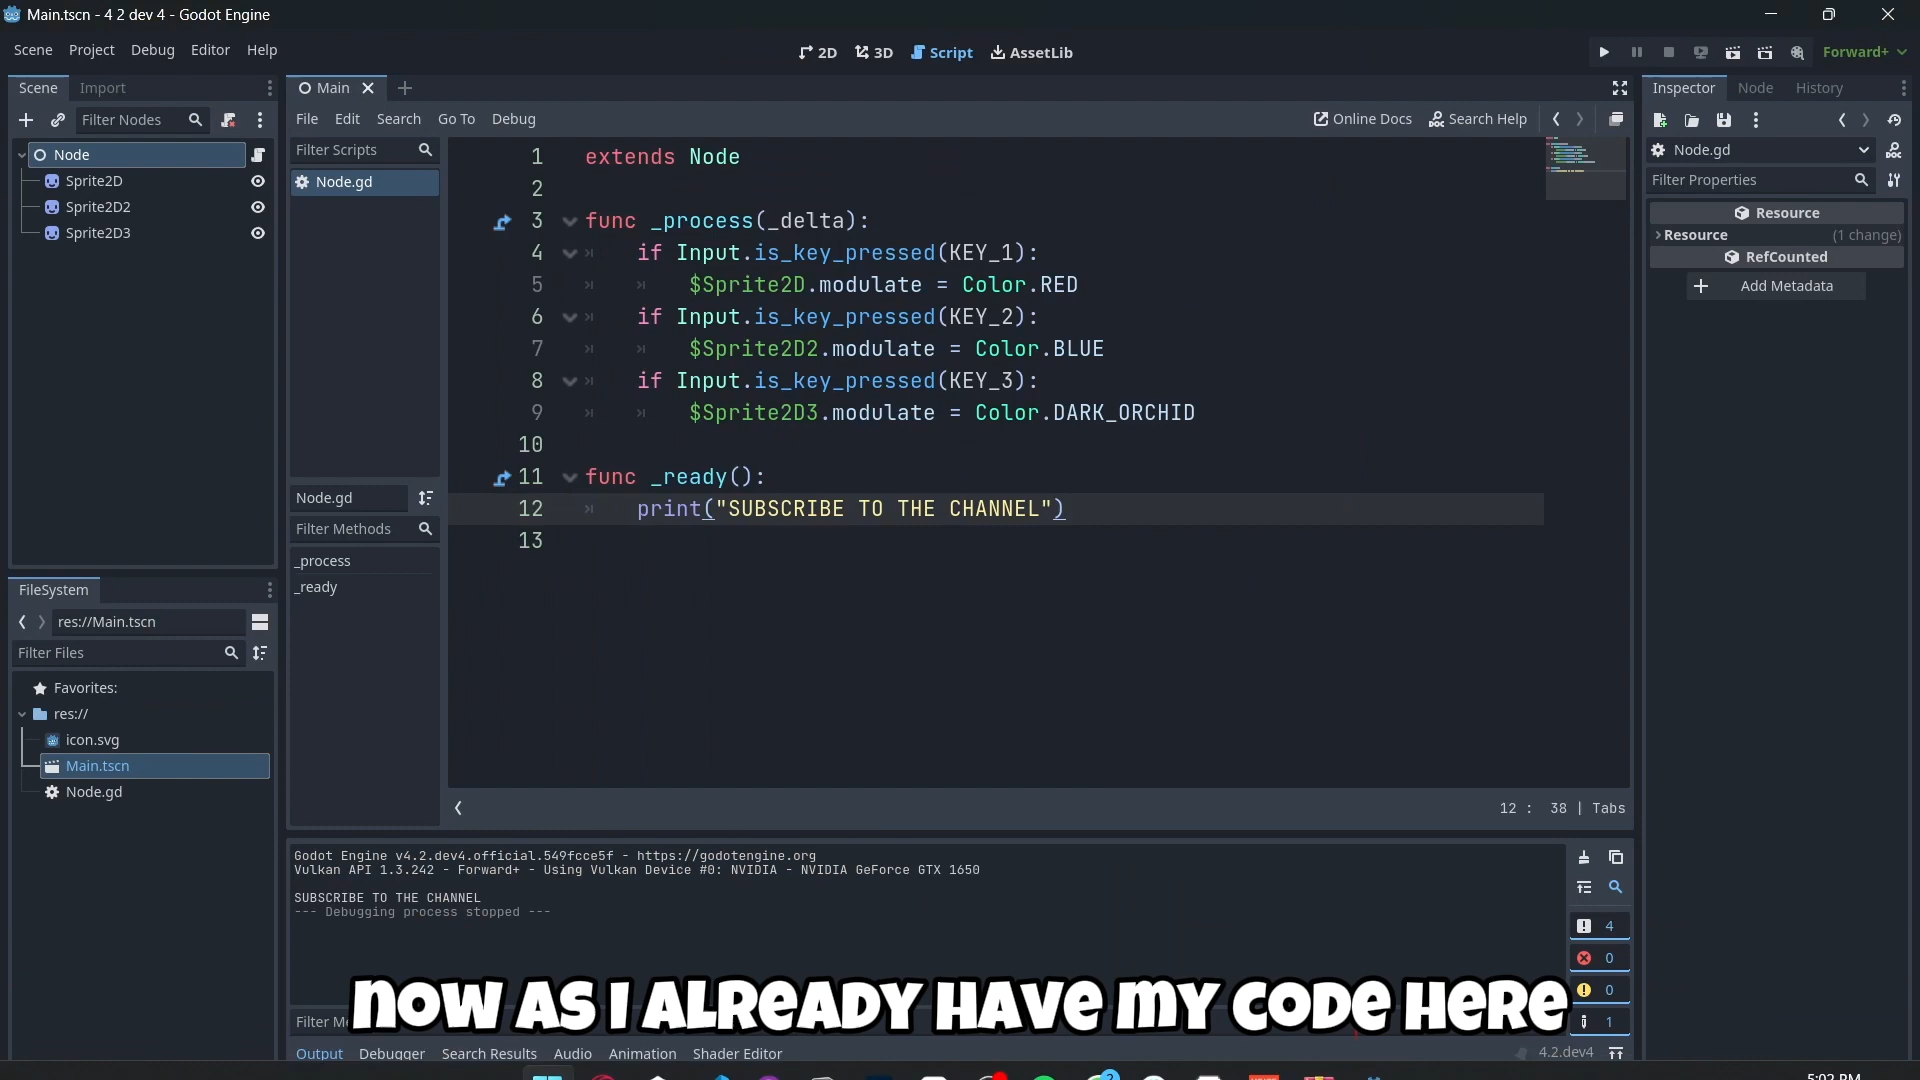 Main.tscn - 4 2 dev 4 - Godot Engine
Scene Project Debug Editor Help
2D 3D Script AssetLib
Forward+
Scene Import
Main
Inspector Node History
Filter Nodes
File Edit Search Go To Debug
Online Docs Search Help
Node
Sprite2D
Sprite2D2
Sprite2D3
Filter Scripts
Node.gd
1 extends Node
2
3 func _process(_delta):
4 if Input.is_key_pressed(KEY_1):
5 $Sprite2D.modulate = Color.RED
6 if Input.is_key_pressed(KEY_2):
7 $Sprite2D2.modulate = Color.BLUE
8 if Input.is_key_pressed(KEY_3):
9 $Sprite2D3.modulate = Color.DARK_ORCHID
10
11 func _ready():
12 print("SUBSCRIBE TO THE CHANNEL")
13
Node.gd
Filter Methods
_process
_ready
Node.gd
Filter Properties
Resource
Resource (1 change)
RefCounted
Add Metadata
FileSystem
res://Main.tscn
Filter Files
Favorites:
res://
icon.svg
Main.tscn
Node.gd
12 : 38 | Tabs
Godot Engine v4.2.dev4.official.549fcce5f - https://godotengine.org
Vulkan API 1.3.242 - Forward+ - Using Vulkan Device #0: NVIDIA - NVIDIA GeForce GTX 1650
SUBSCRIBE TO THE CHANNEL
--- Debugging process stopped ---
4
0
0
1
Filter
NOW AS I ALREADY HAVE MY CODE HERE
Output Debugger Search Results Audio Animation Shader Editor
4.2.dev4
2
5:02 PM